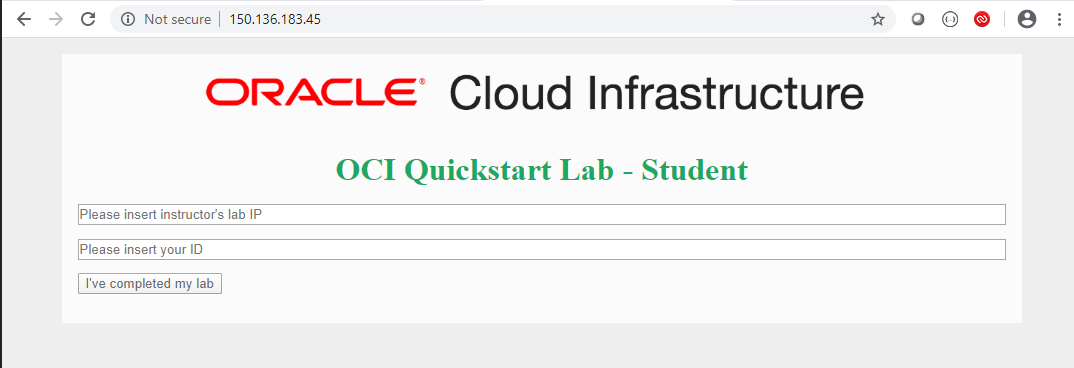 Not secure | 150.136.183.45
ORACLE® Cloud Infrastructure
OCI Quickstart Lab - Student
Please insert instructor's lab IP
Please insert your ID
I've completed my lab